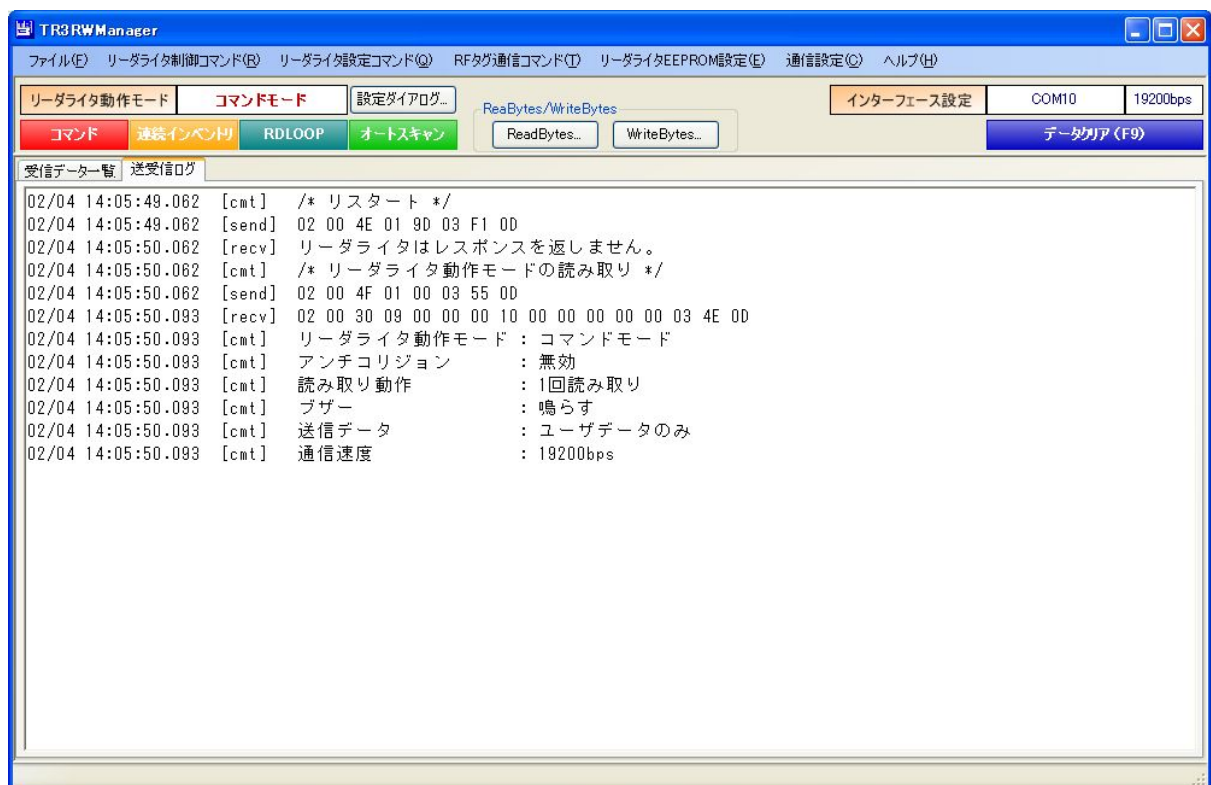 TR3RWManager
ファイル(F) リーダライタ制御コマンド(R) リーダライタ設定コマンド(Q) RFタグ通信コマンド(T) リーダライタEEPROM設定(E) 通信設定(C) ヘルプ(H)
リーダライタ動作モード コマンドモード 設定ダイアログ... ReaBytes/WriteBytes インターフェース設定 COM10 19200bps
コマンド 連続インベントリ RDLOOP オートスキャン ReadBytes... WriteBytes... データクリア(F9)
受信データ一覧 送受信ログ
02/04 14:05:49.062 [cmt] /* リスタート */
02/04 14:05:49.062 [send] 02 00 4E 01 9D 03 F1 0D
02/04 14:05:50.062 [recv] リーダライタはレスポンスを返しません。
02/04 14:05:50.062 [cmt] /* リーダライタ動作モードの読み取り */
02/04 14:05:50.062 [send] 02 00 4F 01 00 03 55 0D
02/04 14:05:50.093 [recv] 02 00 30 09 00 00 00 10 00 00 00 00 00 03 4E 0D
02/04 14:05:50.093 [cmt] リーダライタ動作モード : コマンドモード
02/04 14:05:50.093 [cmt] アンチコリジョン : 無効
02/04 14:05:50.093 [cmt] 読み取り動作 : 1回読み取り
02/04 14:05:50.093 [cmt] ブザー : 鳴らす
02/04 14:05:50.093 [cmt] 送信データ : ユーザデータのみ
02/04 14:05:50.093 [cmt] 通信速度 : 19200bps